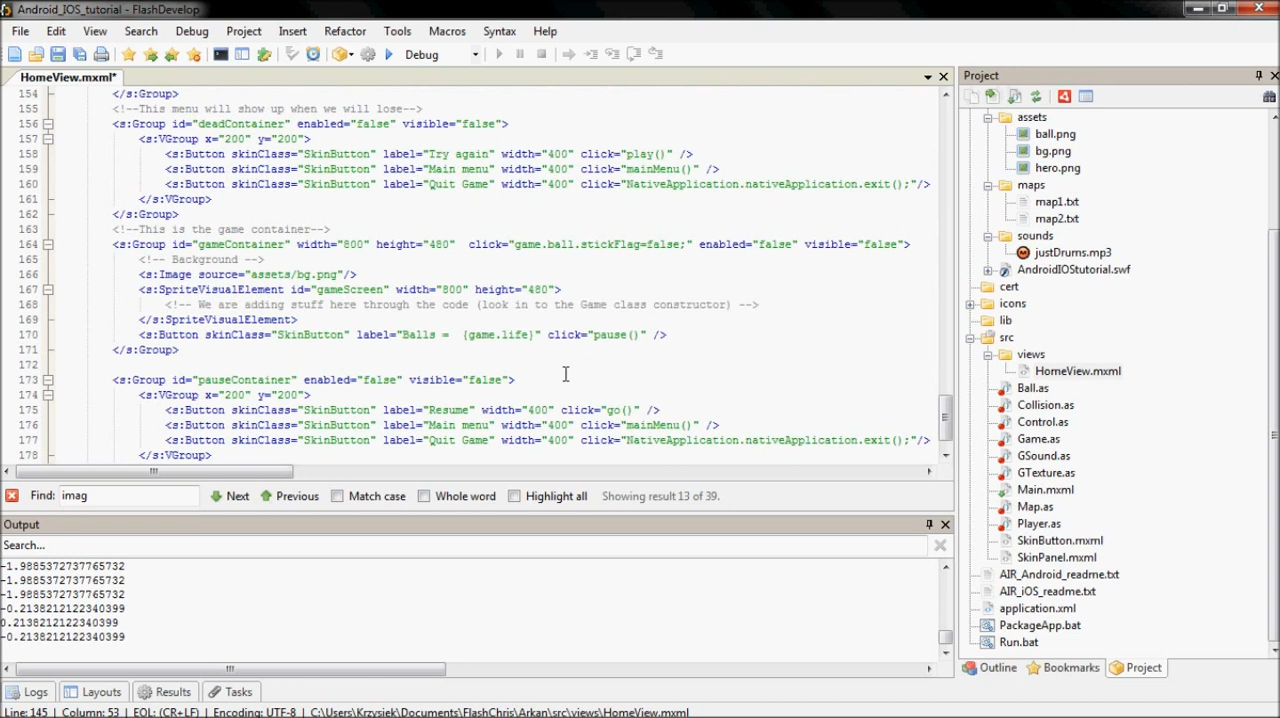 Android_IOS_tutorial - FlashDevelop
File Edit View Search Debug Project Insert Refactor Tools Macros Syntax Help
Debug
HomeView.mxml*
154 </s:Group>
155 <!--This menu will show up when we will lose-->
156 <s:Group id="deadContainer" enabled="false" visible="false">
157 <s:VGroup x="200" y="200">
158 <s:Button skinClass="SkinButton" label="Try again" width="400" click="play()" />
159 <s:Button skinClass="SkinButton" label="Main menu" width="400" click="mainMenu()" />
160 <s:Button skinClass="SkinButton" label="Quit Game" width="400" click="NativeApplication.nativeApplication.exit();"/>
161 </s:VGroup>
162 </s:Group>
163 <!--This is the game container-->
164 <s:Group id="gameContainer" width="800" height="480"  click="game.ball.stickFlag=false;" enabled="false" visible="false">
165 <!-- Background -->
166 <s:Image source="assets/bg.png"/>
167 <s:SpriteVisualElement id="gameScreen" width="800" height="480">
168 <!-- We are adding stuff here through the code (look in to the Game class constructor) -->
169 </s:SpriteVisualElement>
170 <s:Button skinClass="SkinButton" label="Balls =  {game.life}" click="pause()" />
171 </s:Group>
172
173 <s:Group id="pauseContainer" enabled="false" visible="false">
174 <s:VGroup x="200" y="200">
175 <s:Button skinClass="SkinButton" label="Resume" width="400" click="go()" />
176 <s:Button skinClass="SkinButton" label="Main menu" width="400" click="mainMenu()" />
177 <s:Button skinClass="SkinButton" label="Quit Game" width="400" click="NativeApplication.nativeApplication.exit();"/>
178 </s:VGroup>
Find: imag Next Previous Match case Whole word Highlight all Showing result 13 of 39.
Output
Search...
-1.9885372737765732
-1.9885372737765732
-1.9885372737765732
-0.2138212122340399
0.2138212122340399
-0.2138212122340399
Logs Layouts Results Tasks
Line: 145 | Column: 53 | EOL: (CR+LF) | Encoding: UTF-8 | C:\Users\Krzysiek\Documents\FlashChris\Arkan\src\views\HomeView.mxml
Project
assets
ball.png
bg.png
hero.png
maps
map1.txt
map2.txt
sounds
justDrums.mp3
AndroidIOStutorial.swf
cert
icons
lib
src
views
HomeView.mxml
Ball.as
Collision.as
Control.as
Game.as
GSound.as
GTexture.as
Main.mxml
Map.as
Player.as
SkinButton.mxml
SkinPanel.mxml
AIR_Android_readme.txt
AIR_iOS_readme.txt
application.xml
PackageApp.bat
Run.bat
Outline Bookmarks Project